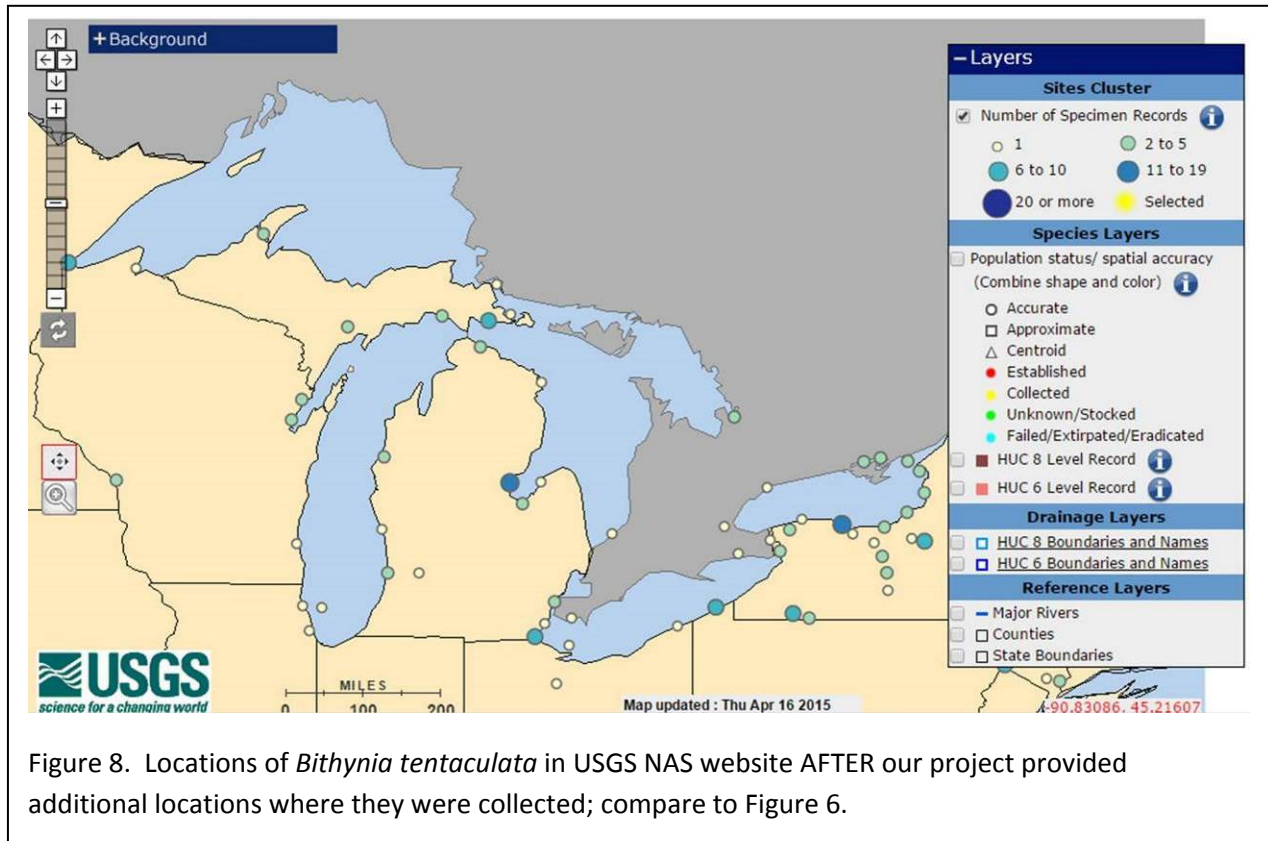 +Background
– Layers
Sites Cluster
Number of Specimen Records i
1 2 to 5
6 to 10 11 to 19
20 or more Selected
Species Layers
Population status/ spatial accuracy
(Combine shape and color) i
Accurate
Approximate
Centroid
Established
Collected
Unknown/Stocked
Failed/Extirpated/Eradicated
HUC 8 Level Record i
HUC 6 Level Record i
Drainage Layers
HUC 8 Boundaries and Names
HUC 6 Boundaries and Names
Reference Layers
Major Rivers
Counties
State Boundaries
USGS
science for a changing world
MILES
0 100 200
Map updated : Thu Apr 16 2015
-90.83086, 45.21607
Figure 8. Locations of Bithynia tentaculata in USGS NAS website AFTER our project provided
additional locations where they were collected; compare to Figure 6.